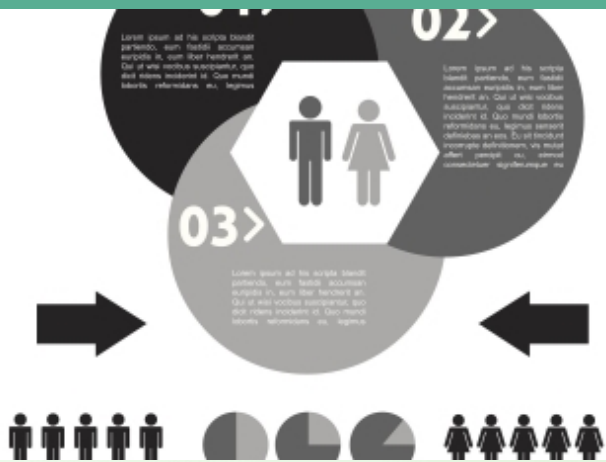 01>
Lorem ipsum ad his scripta blandit
partiendo, eum fastidii accumsan
euripidis in, eum liber hendrerit an.
Qui ut wisi vocibus suscipiantur, quo
dicit ridens inciderint id. Quo mundi
lobortis reformidans eu, legimus
02>
Lorem ipsum ad his scripta
blandit partiendo, eum fastidii
accumsan euripidis in, eum liber
hendrerit an. Qui ut wisi vocibus
suscipiantur, quo dicit ridens
inciderint id. Quo mundi lobortis
reformidans eu, legimus senserit
definiebas an eos. Eu sit tincidunt
incorrupte definitionem, vis mutat
affert percipit cu, eirmod
consectetuer signiferumque eu
03>
Lorem ipsum ad his scripta blandit
partiendo, eum fastidii accumsan
euripidis in, eum liber hendrerit an.
Qui ut wisi vocibus suscipiantur, quo
dicit ridens inciderint id. Quo mundi
lobortis reformidans eu, legimus